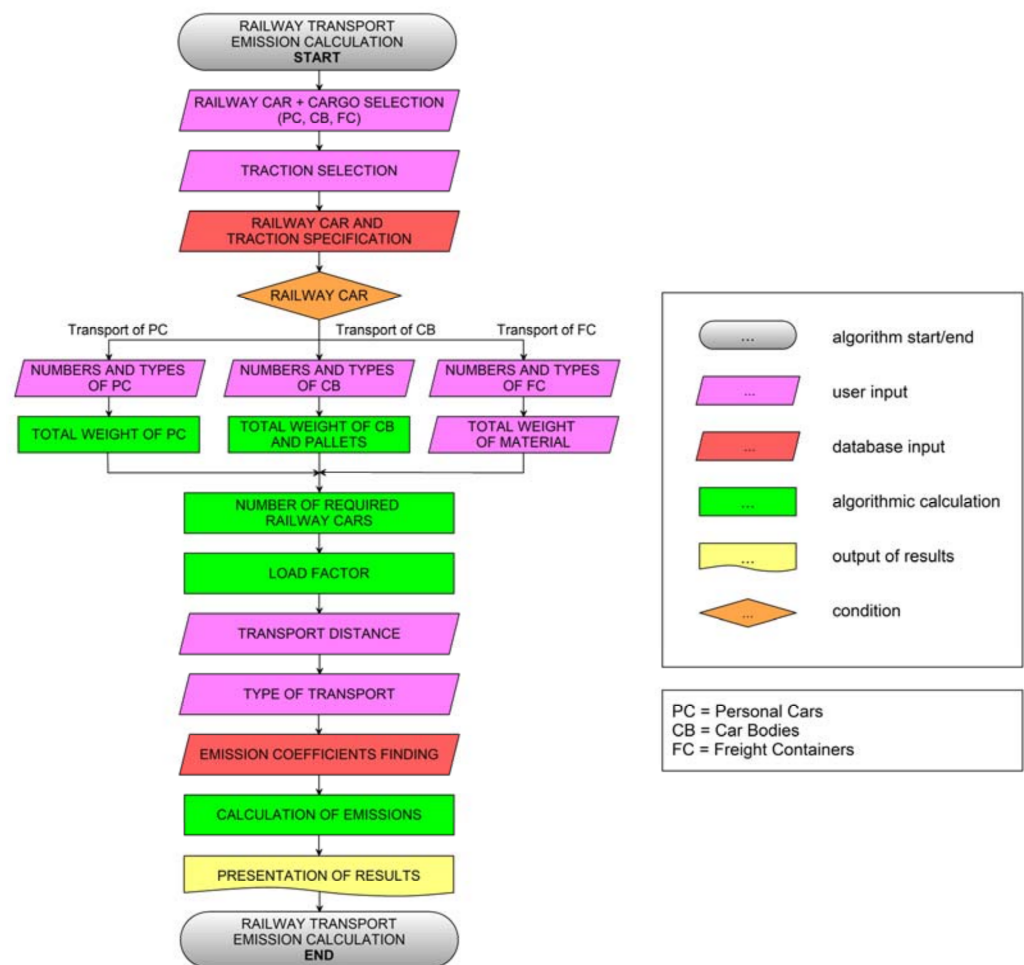 RAILWAY TRANSPORT
EMISSION CALCULATION
START
RAILWAY CAR + CARGO SELECTION
(PC, CB, FC)
TRACTION SELECTION
RAILWAY CAR AND
TRACTION SPECIFICATION
RAILWAY CAR
Transport of PC
Transport of CB
Transport of FC
NUMBERS AND TYPES
OF PC
NUMBERS AND TYPES
OF CB
NUMBERS AND TYPES
OF FC
TOTAL WEIGHT OF PC
TOTAL WEIGHT OF CB
AND PALLETS
TOTAL WEIGHT
OF MATERIAL
NUMBER OF REQUIRED
RAILWAY CARS
LOAD FACTOR
TRANSPORT DISTANCE
TYPE OF TRANSPORT
EMISSION COEFFICIENTS FINDING
CALCULATION OF EMISSIONS
PRESENTATION OF RESULTS
RAILWAY TRANSPORT
EMISSION CALCULATION
END
... algorithm start/end
... user input
... database input
... algorithmic calculation
... output of results
... condition
PC = Personal Cars
CB = Car Bodies
FC = Freight Containers